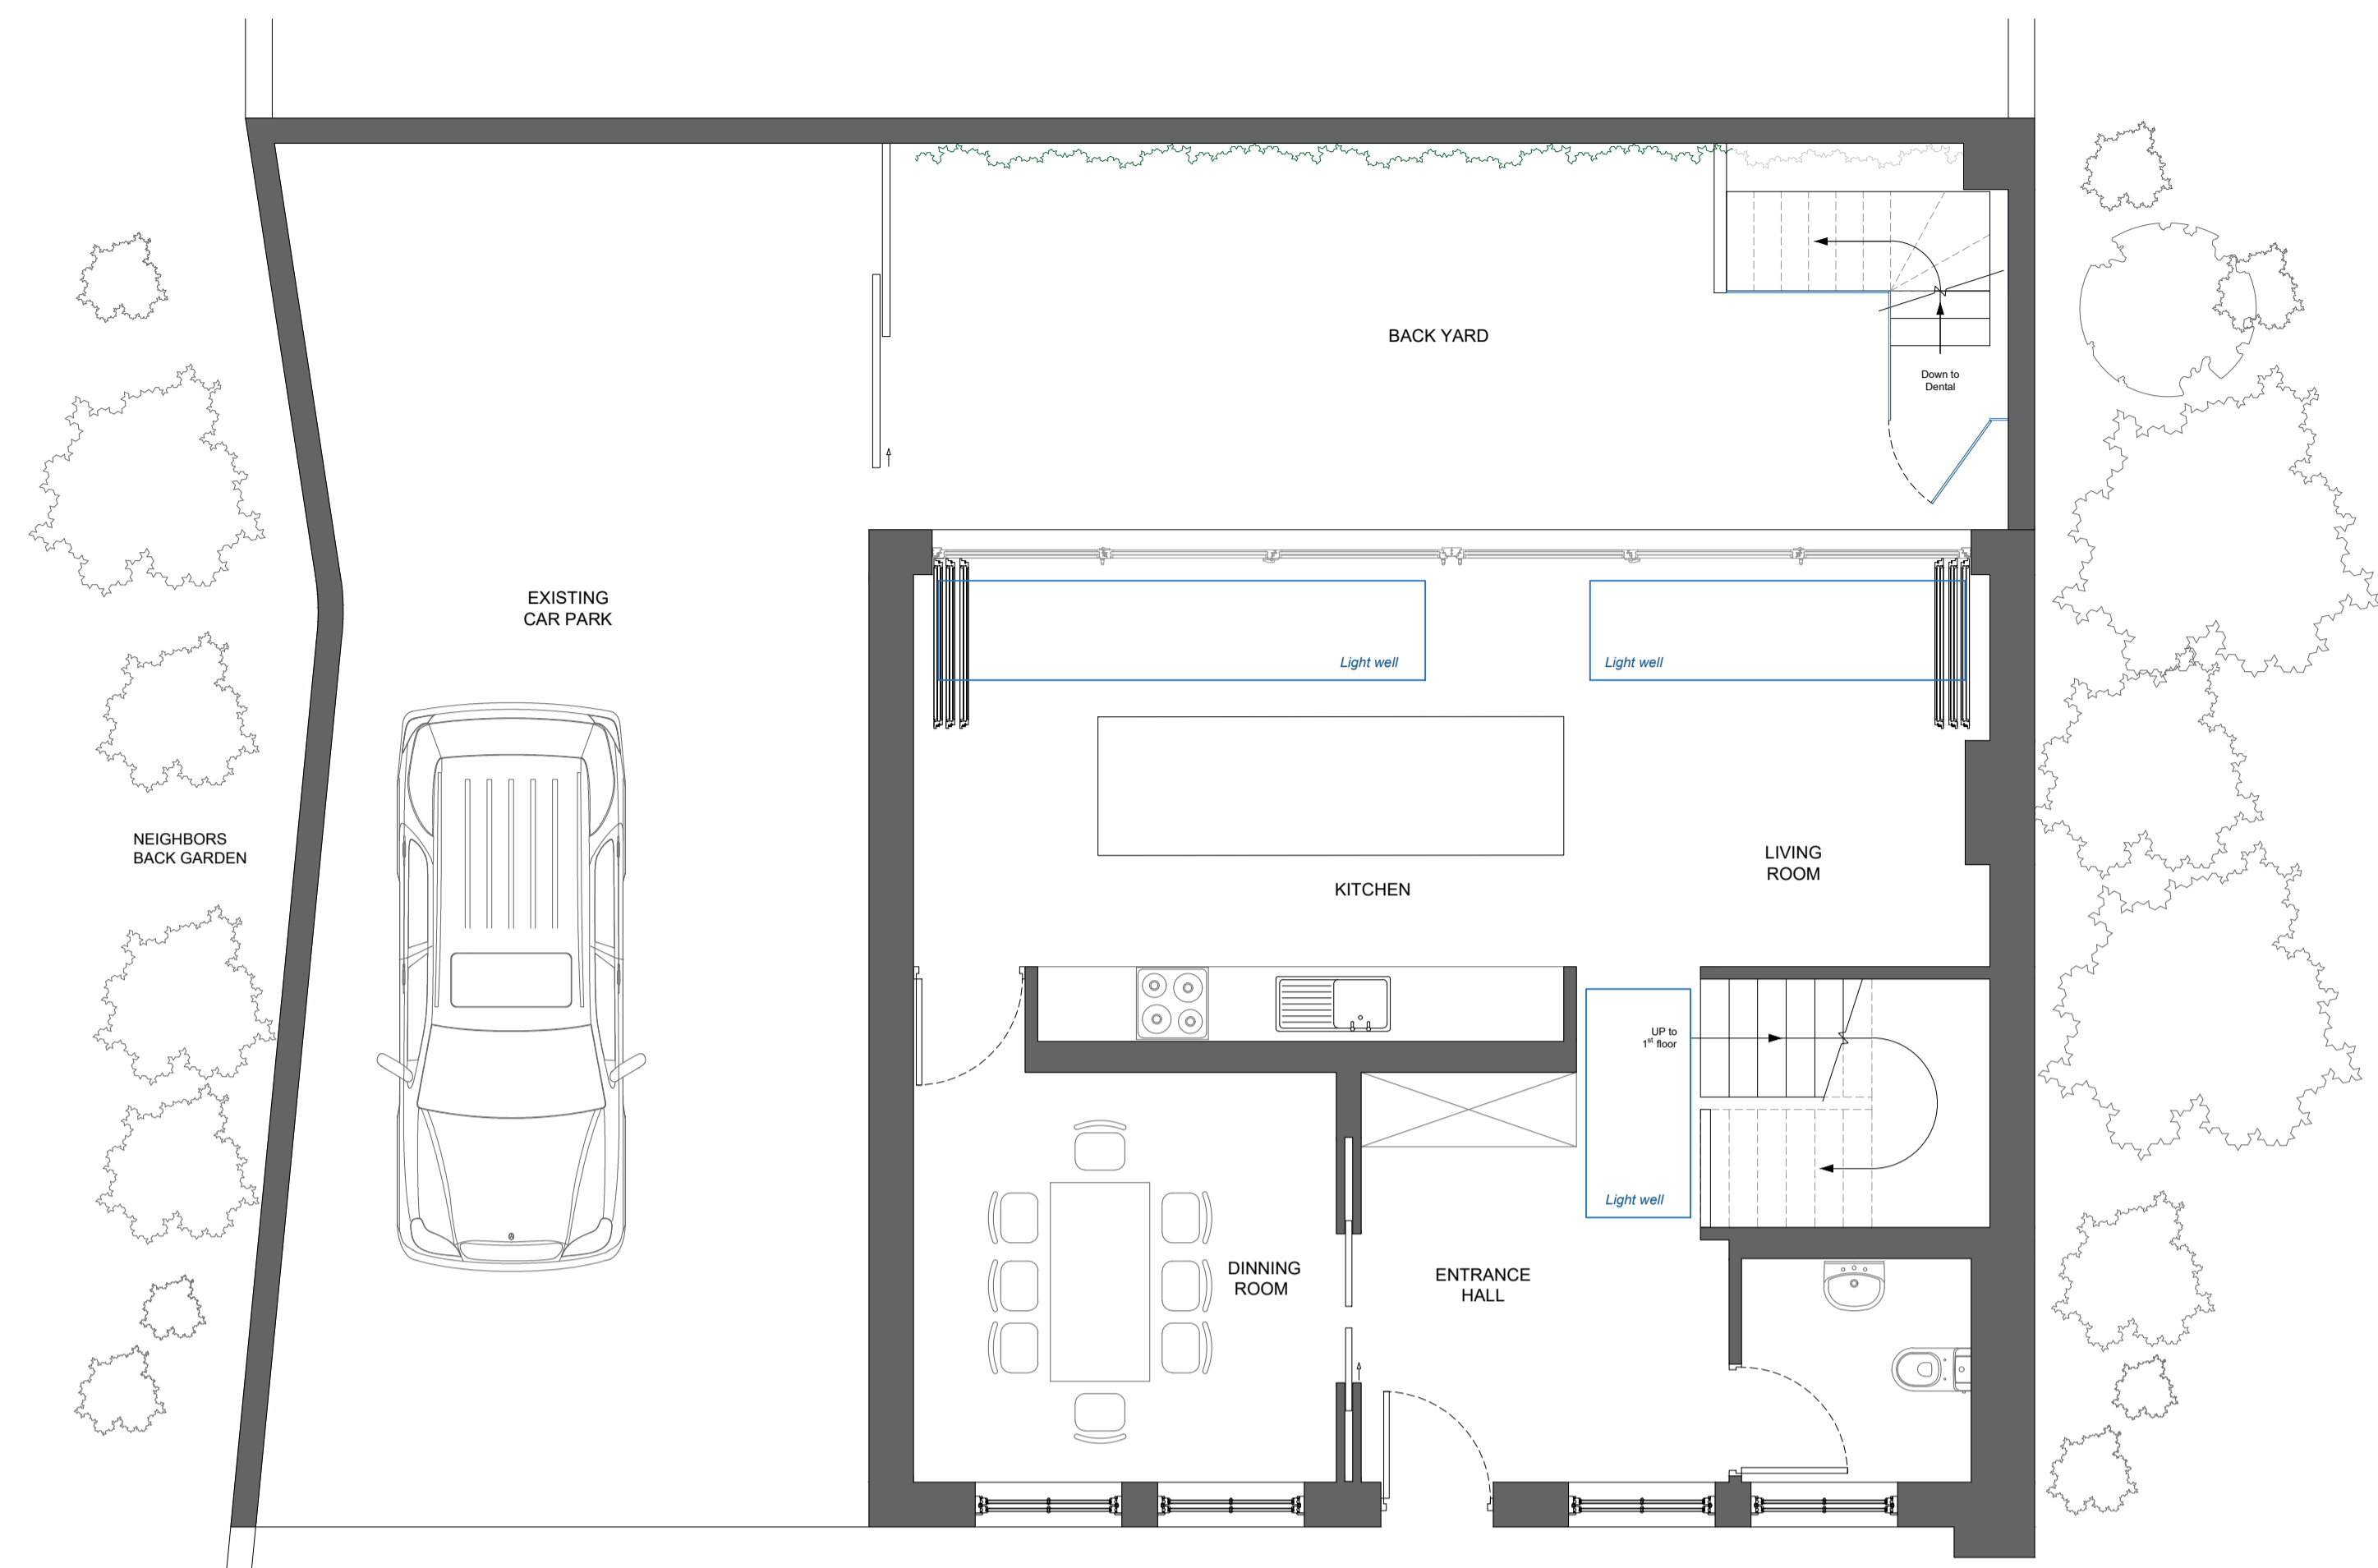 BACK YARD
Down to
Dental
EXISTING
CAR PARK
Light well
Light well
NEIGHBORS
BACK GARDEN
LIVING
ROOM
KITCHEN
UP to
1st floor
Light well
DINNING
ROOM
ENTRANCE
HALL